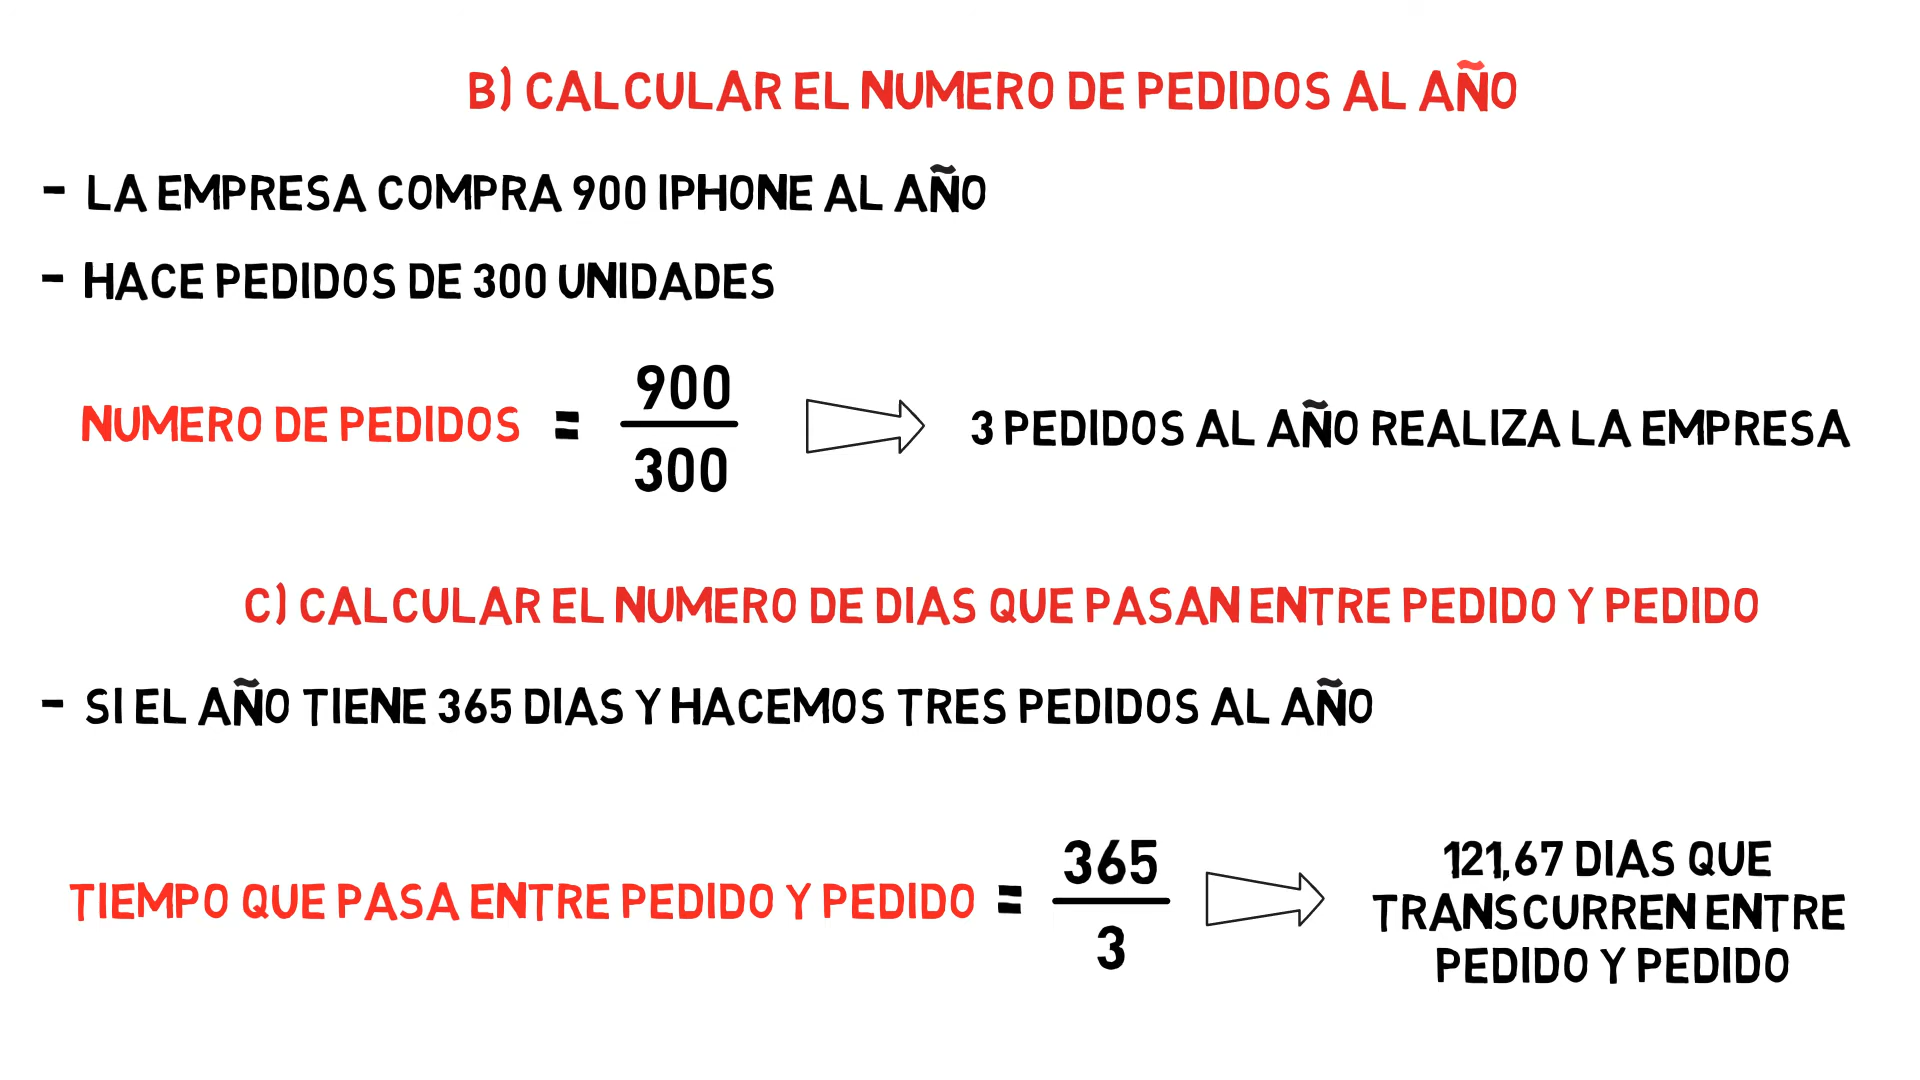 B) CALCULAR EL NUMERO DE PEDIDOS AL AÑO
- LA EMPRESA COMPRA 900 IPHONE AL AÑO
- HACE PEDIDOS DE 300 UNIDADES
NUMERO DE PEDIDOS = 900 / 300 3 PEDIDOS AL AÑO REALIZA LA EMPRESA
C) CALCULAR EL NUMERO DE DIAS QUE PASAN ENTRE PEDIDO Y PEDIDO
- SI EL AÑO TIENE 365 DIAS Y HACEMOS TRES PEDIDOS AL AÑO
TIEMPO QUE PASA ENTRE PEDIDO Y PEDIDO = 365 / 3
121,67 DIAS QUE
TRANSCURREN ENTRE
PEDIDO Y PEDIDO